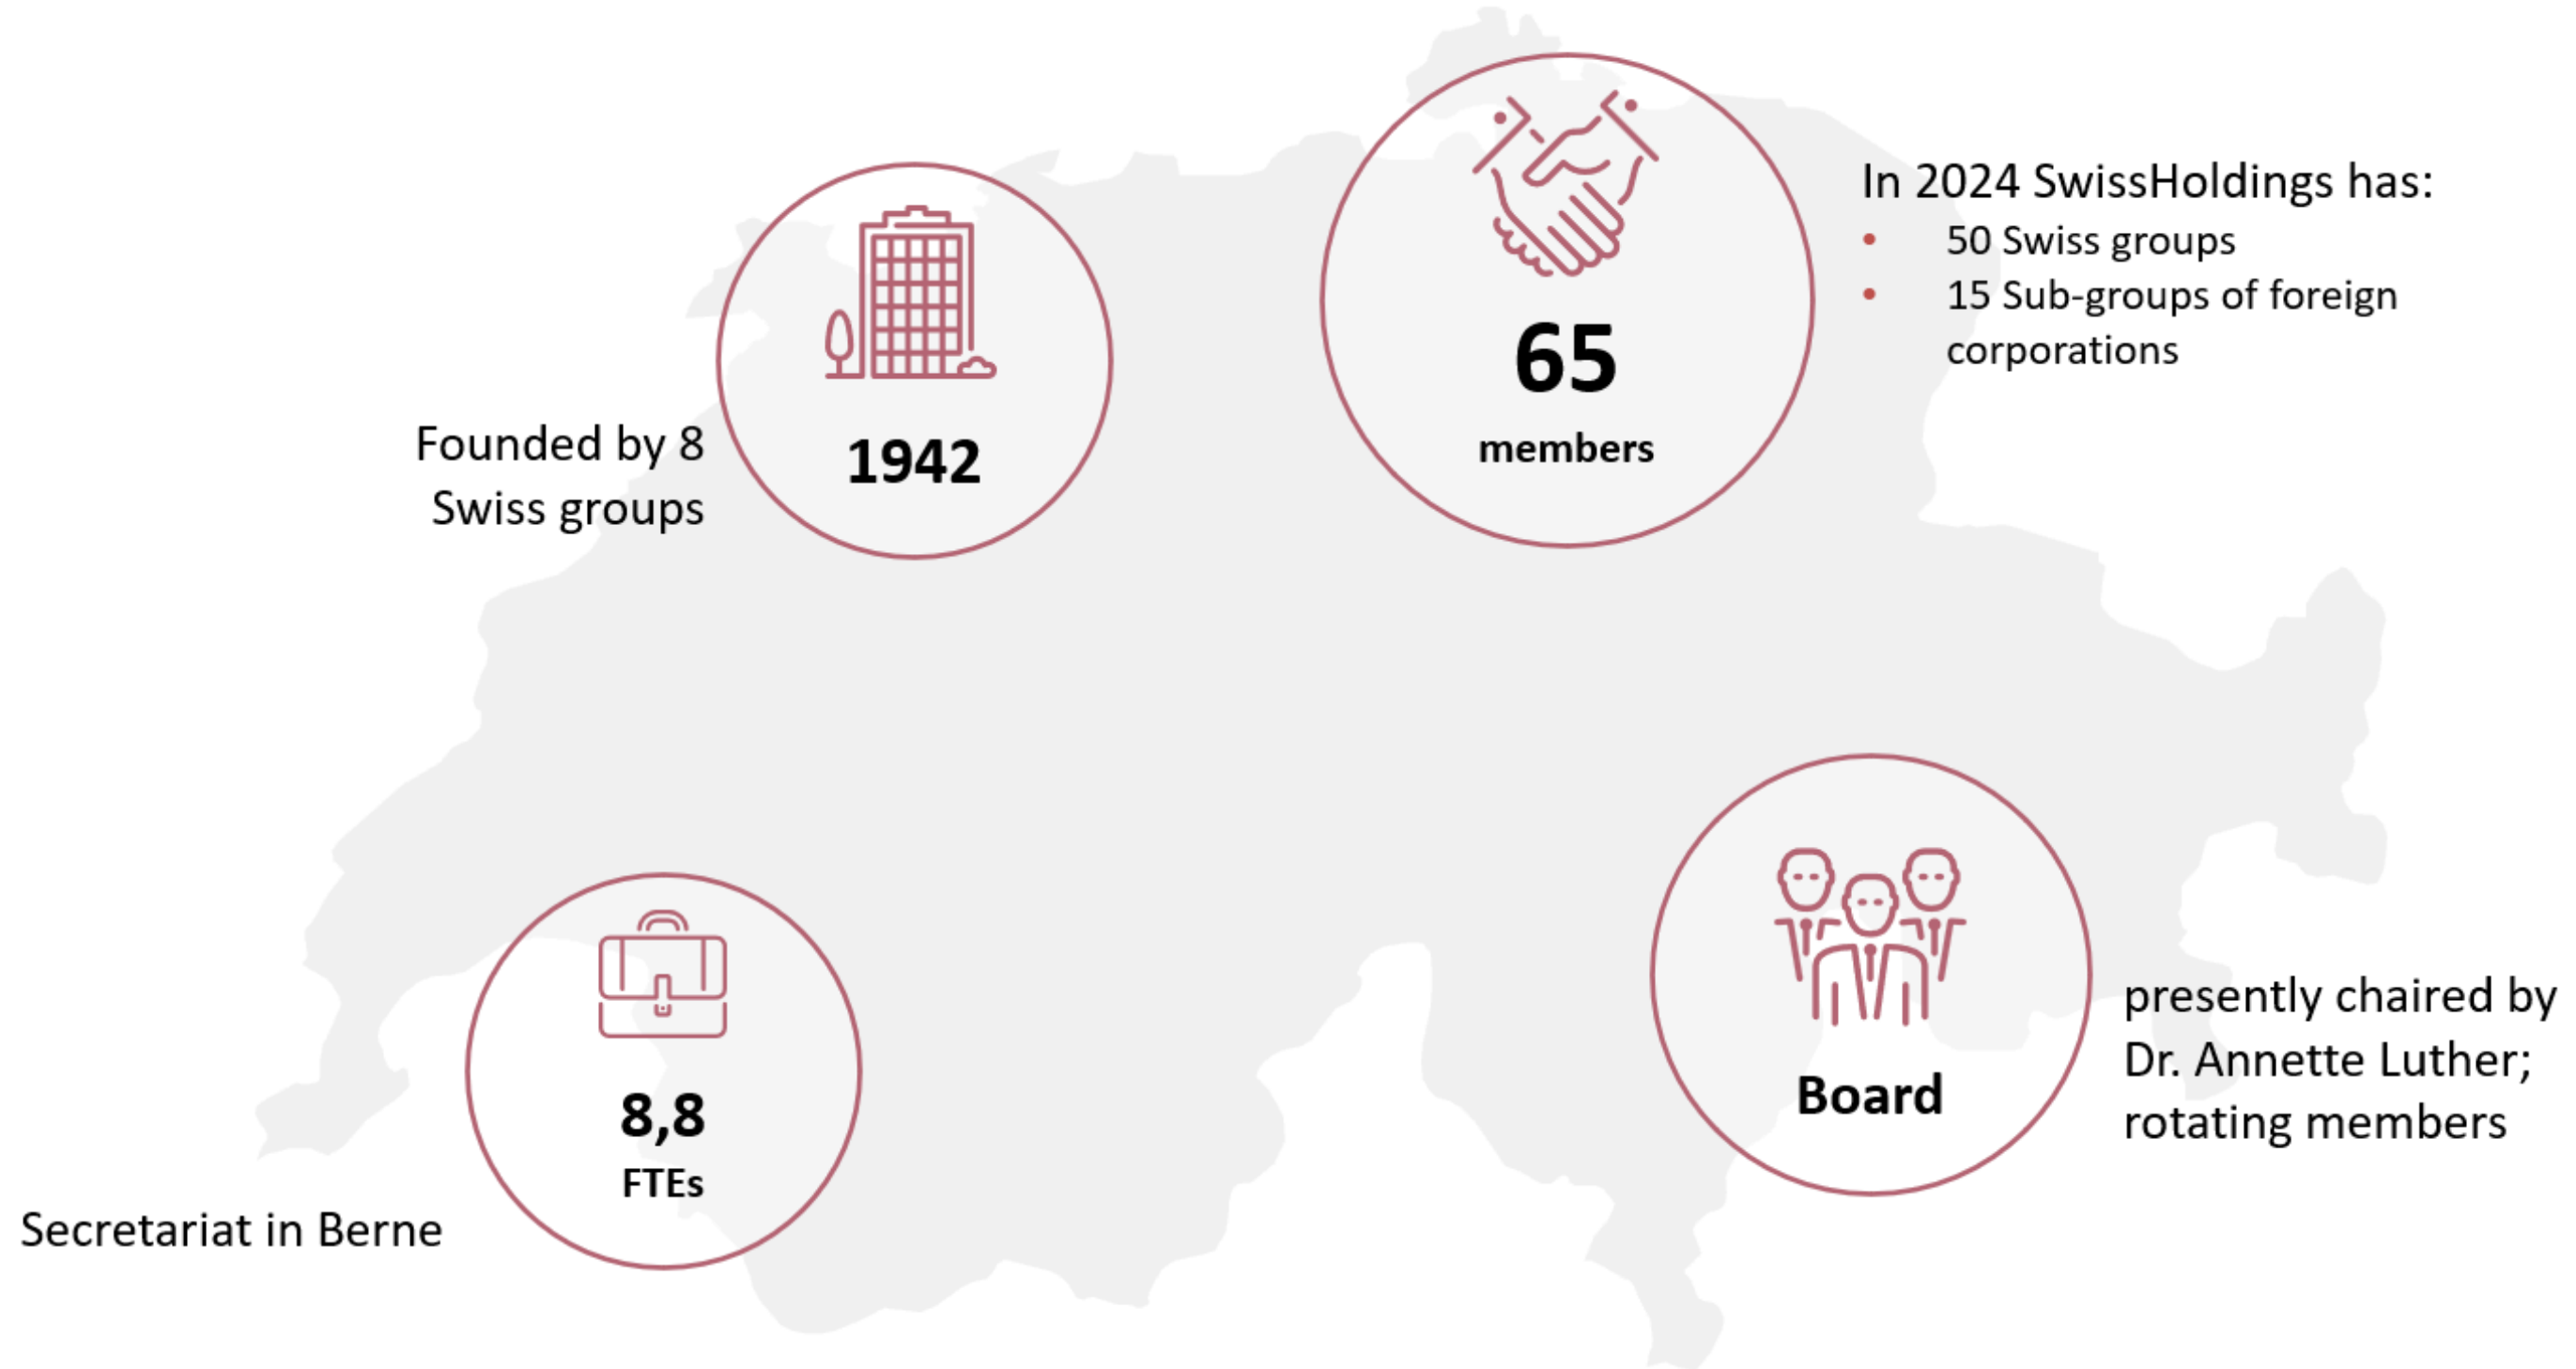 Founded by 8
Swiss groups
1942
65
members
In 2024 SwissHoldings has:
• 50 Swiss groups
• 15 Sub-groups of foreign
corporations
8,8
FTEs
Secretariat in Berne
Board
presently chaired by
Dr. Annette Luther;
rotating members